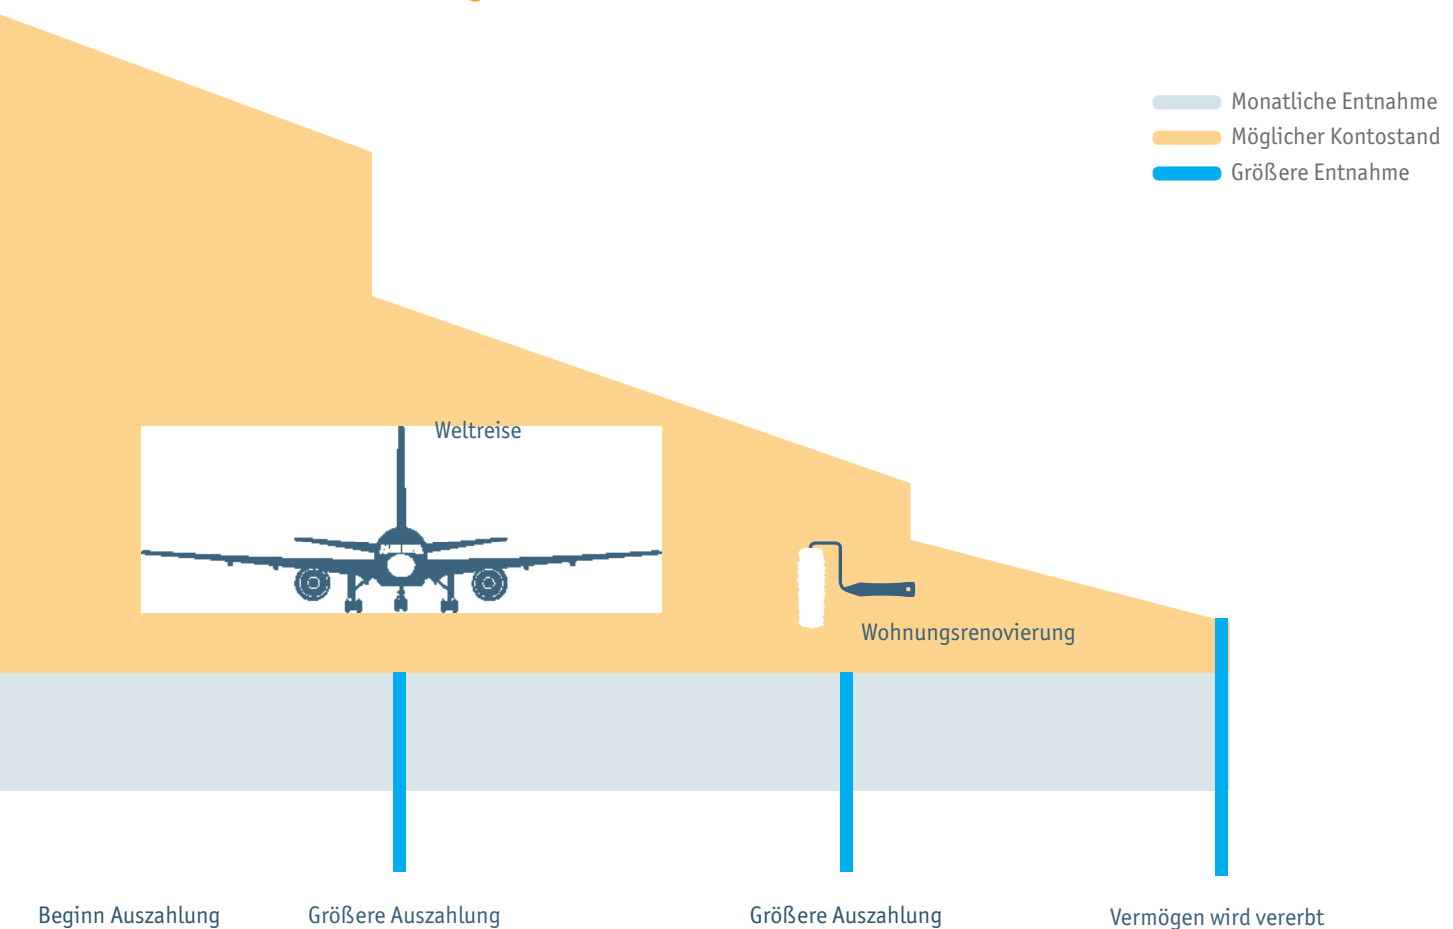 Monatliche Entnahme
Möglicher Kontostand
Größere Entnahme
Weltreise
Wohnungsrenovierung
Beginn Auszahlung
Größere Auszahlung
Größere Auszahlung
Vermögen wird vererbt